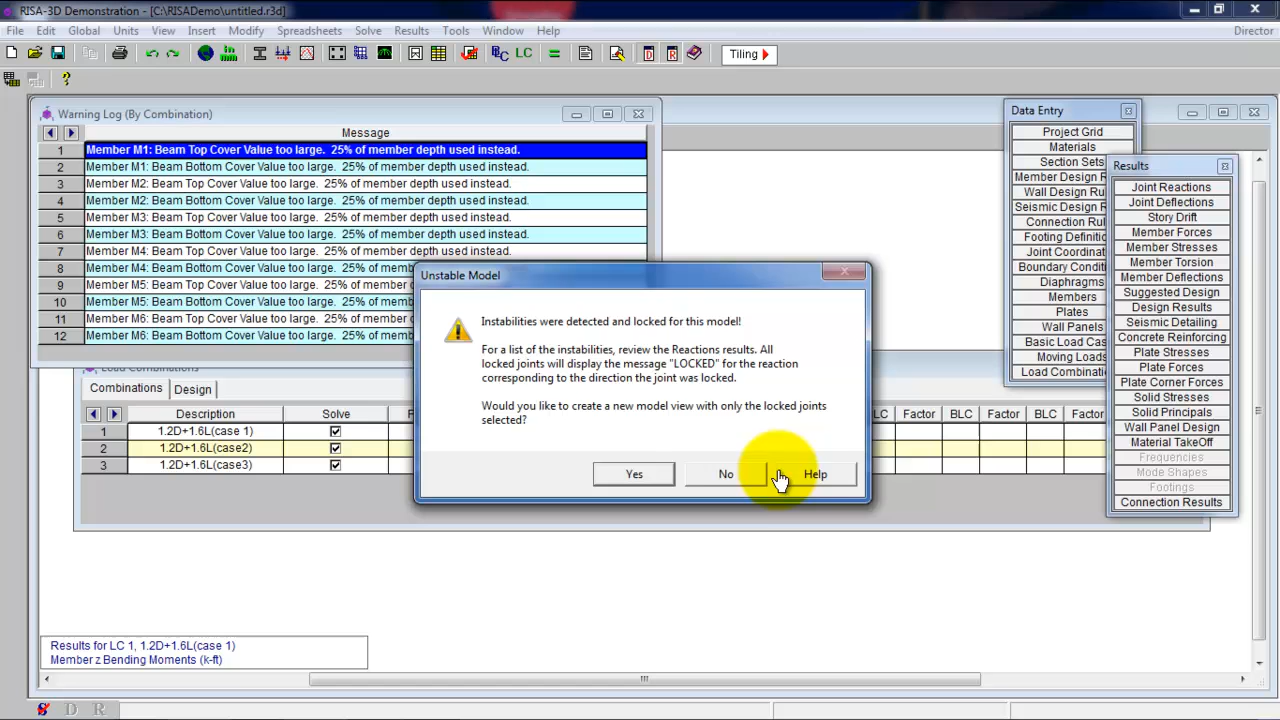 RISA-3D Demonstration - [C:\RISADemo\untitled.r3d]
File Edit Global Units View Insert Modify Spreadsheets Solve Results Tools Window Help Director
LC Tiling
Warning Log (By Combination)
Message
1 Member M1: Beam Top Cover Value too large. 25% of member depth used instead.
2 Member M1: Beam Bottom Cover Value too large. 25% of member depth used instead.
3 Member M2: Beam Top Cover Value too large. 25% of member depth used instead.
4 Member M2: Beam Bottom Cover Value too large. 25% of member depth used instead.
5 Member M3: Beam Top Cover Value too large. 25% of member depth used instead.
6 Member M3: Beam Bottom Cover Value too large. 25% of member depth used instead.
7 Member M4: Beam Top Cover Value too large. 25% of member depth used instead.
8 Member M4: Beam Bottom Cover Value too large. 25%
9 Member M5: Beam Top Cover Value too large. 25% of
10 Member M5: Beam Bottom Cover Value too large. 25%
11 Member M6: Beam Top Cover Value too large. 25% of
12 Member M6: Beam Bottom Cover Value too large. 25%
Unstable Model
Instabilities were detected and locked for this model!
For a list of the instabilities, review the Reactions results. All
locked joints will display the message "LOCKED" for the reaction
corresponding to the direction the joint was locked.
Would you like to create a new model view with only the locked joints
selected?
Yes No Help
Load Combinations
Combinations Design
Description Solve P LC Factor BLC Factor BLC Factor
1 1.2D+1.6L(case 1)
2 1.2D+1.6L(case2)
3 1.2D+1.6L(case3)
Data Entry
Project Grid
Materials
Section Sets
Member Design R
Wall Design Ru
Seismic Design R
Connection Rul
Footing Definitio
Joint Coordinat
Boundary Conditi
Diaphragms
Members
Plates
Wall Panels
Basic Load Cas
Moving Loads
Load Combinatio
Results
Joint Reactions
Joint Deflections
Story Drift
Member Forces
Member Stresses
Member Torsion
Member Deflections
Suggested Design
Design Results
Seismic Detailing
Concrete Reinforcing
Plate Stresses
Plate Forces
Plate Corner Forces
Solid Stresses
Solid Principals
Wall Panel Design
Material TakeOff
Frequencies
Mode Shapes
Footings
Connection Results
Results for LC 1, 1.2D+1.6L(case 1)
Member z Bending Moments (k-ft)
S D R